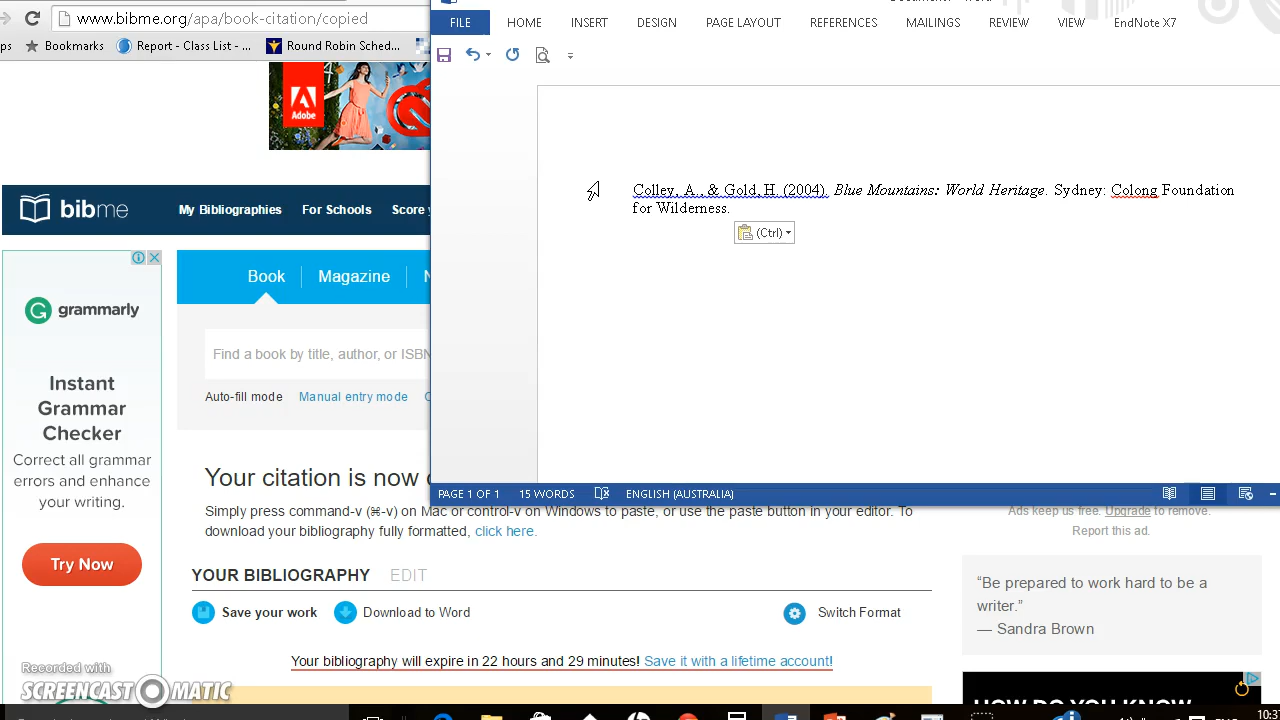 www.bibme.org/apa/book-citation/copied
Bookmarks
Report - Class List - ...
Round Robin Sched...
FILE HOME INSERT DESIGN PAGE LAYOUT REFERENCES MAILINGS REVIEW VIEW EndNote X7
Adobe
Colley, A., & Gold, H. (2004). Blue Mountains: World Heritage. Sydney: Colong Foundation
for Wilderness.
(Ctrl)
bibme My Bibliographies For Schools Score
grammarly
Instant
Grammar
Checker
Correct all grammar
errors and enhance
your writing.
Try Now
Book Magazine
Find a book by title, author, or ISBN
Auto-fill mode Manual entry mode
PAGE 1 OF 1 15 WORDS ENGLISH (AUSTRALIA)
Your citation is now
Simply press command-v (⌘-v) on Mac or control-v on Windows to paste, or use the paste button in your editor. To
download your bibliography fully formatted, click here.
YOUR BIBLIOGRAPHY EDIT
Save your work Download to Word Switch Format
Your bibliography will expire in 22 hours and 29 minutes! Save it with a lifetime account!
Ads keep us free. Upgrade to remove.
Report this ad.
“Be prepared to work hard to be a
writer.”
— Sandra Brown
HOW DO YOU KNOW
Recorded with
SCREENCAST MATIC